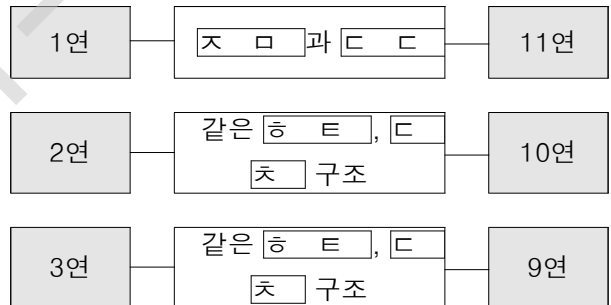 1연 ㅈ ㅁ 과 ㄷ ㄷ 11연
2연 같은 ㅎ ㅌ , ㄷ ㅊ 구조 10연
3연 같은 ㅎ ㅌ , ㄷ ㅊ 구조 9연